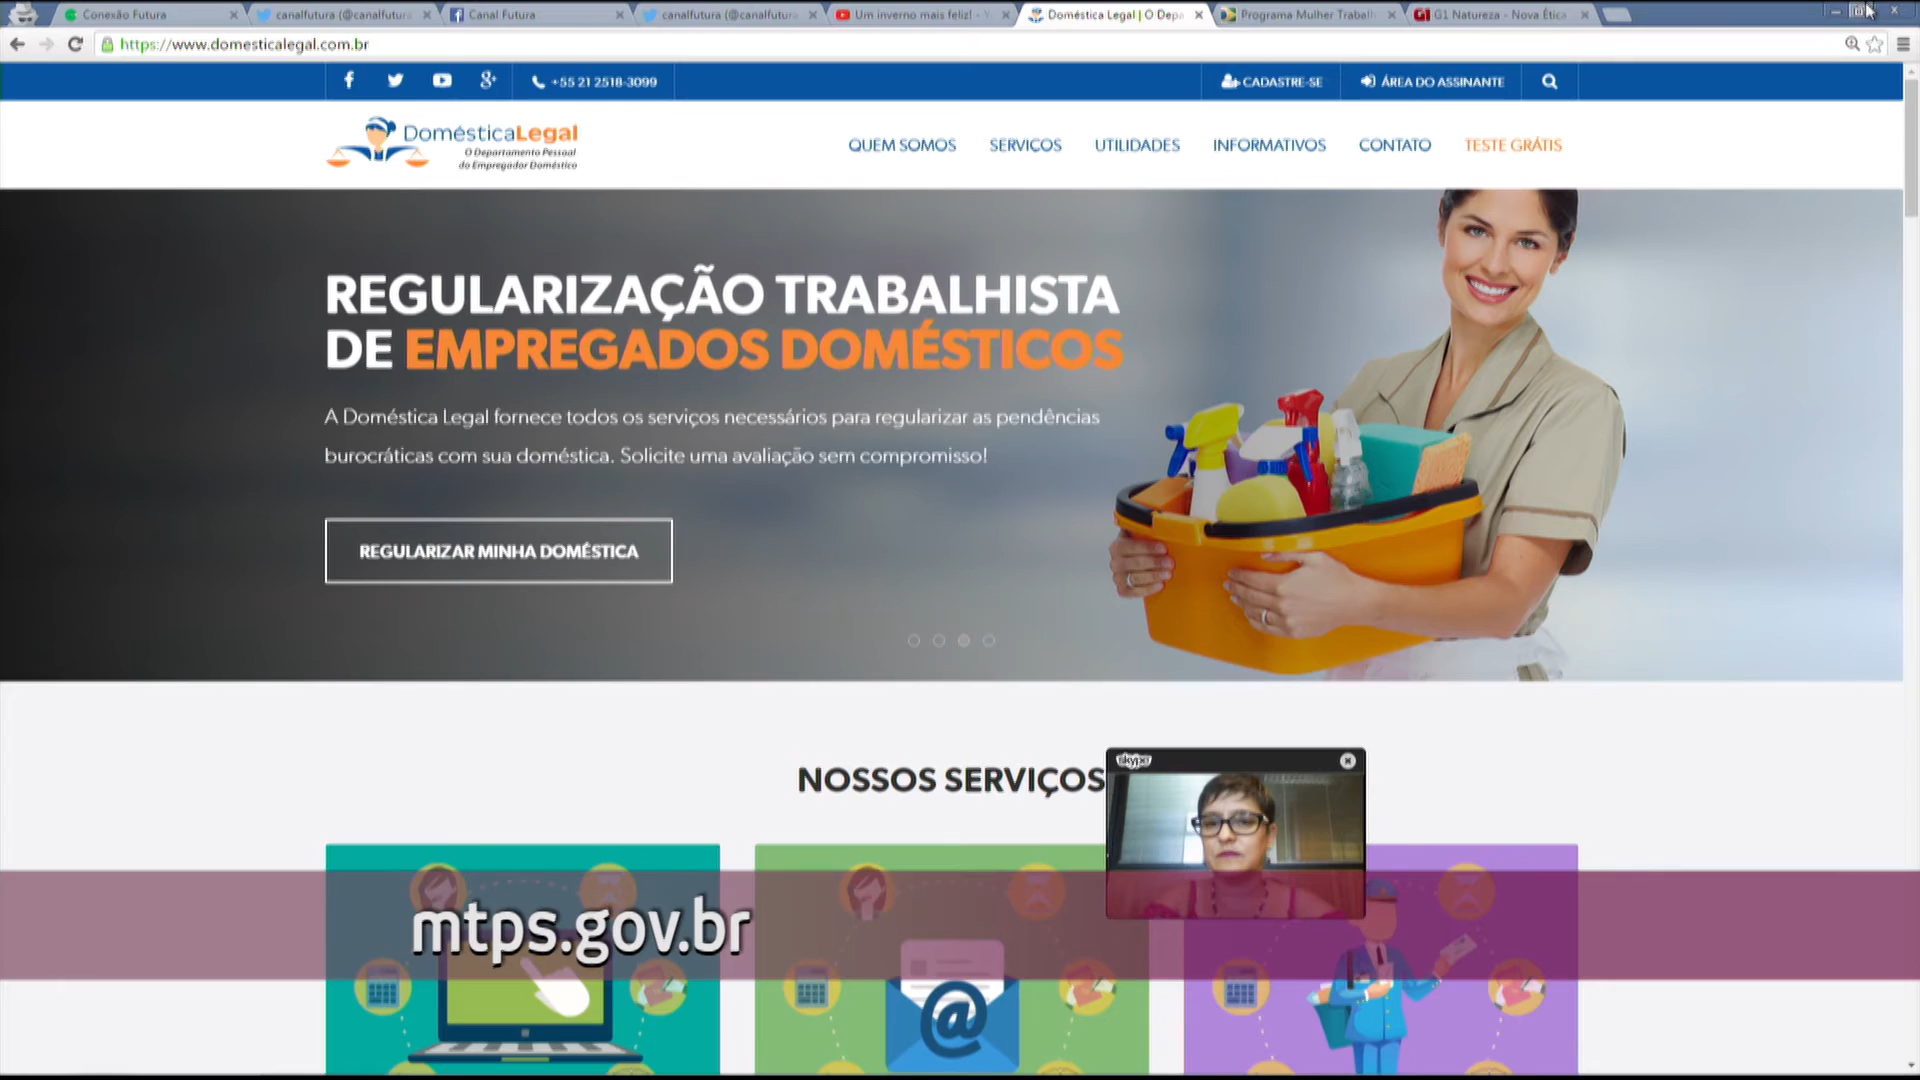 Conexão Futura
canalfutura (@canalfutura
Canal Futura
canalfutura (@canalfutura
Um inverno mais feliz! -
Doméstica Legal | O Depa
Programa Mulher Trabalh
G1 Natureza - Nova Ética
https://www.domesticalegal.com.br
+55 21 2518-3099
CADASTRE-SE
ÁREA DO ASSINANTE
DomésticaLegal
O Departamento Pessoal
do Empregador Doméstico
QUEM SOMOS
SERVIÇOS
UTILIDADES
INFORMATIVOS
CONTATO
TESTE GRÁTIS
REGULARIZAÇÃO TRABALHISTA
DE EMPREGADOS DOMÉSTICOS
A Doméstica Legal fornece todos os serviços necessários para regularizar as pendências
burocráticas com sua doméstica. Solicite uma avaliação sem compromisso!
REGULARIZAR MINHA DOMÉSTICA
NOSSOS SERVIÇOS
skype
mtps.gov.br
@